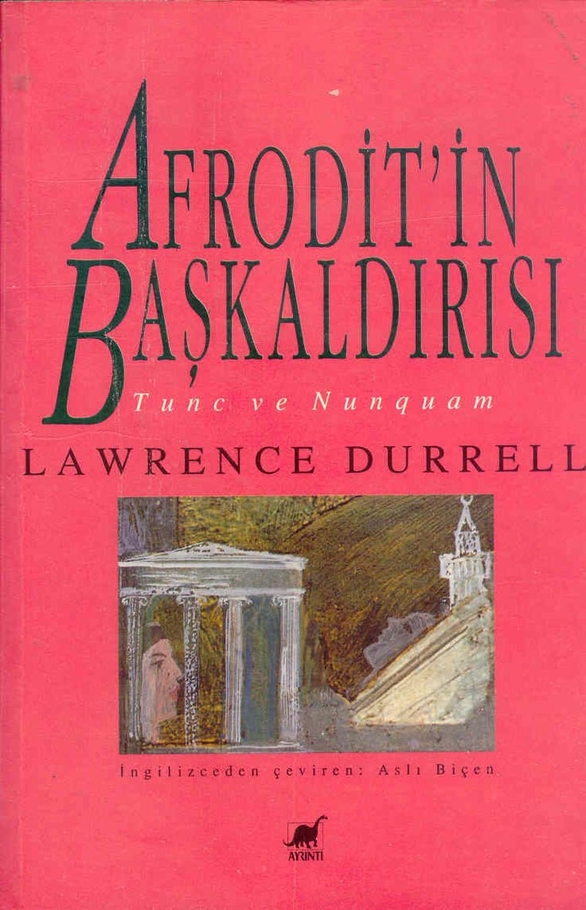 AFRODİT'İN
BAŞKALDIRISI
Tunc ve Nunquam
LAWRENCE DURRELL
İngilizceden çeviren: Aslı Biçen
AYRINTI